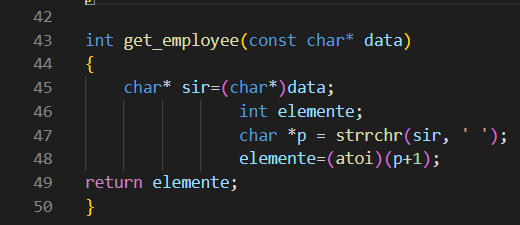 42
43 int get_employee(const char* data)
44 {
45 char* sir=(char*)data;
46 int elemente;
47 char *p = strrchr(sir, ' ');
48 elemente=(atoi)(p+1);
49 return elemente;
50 }